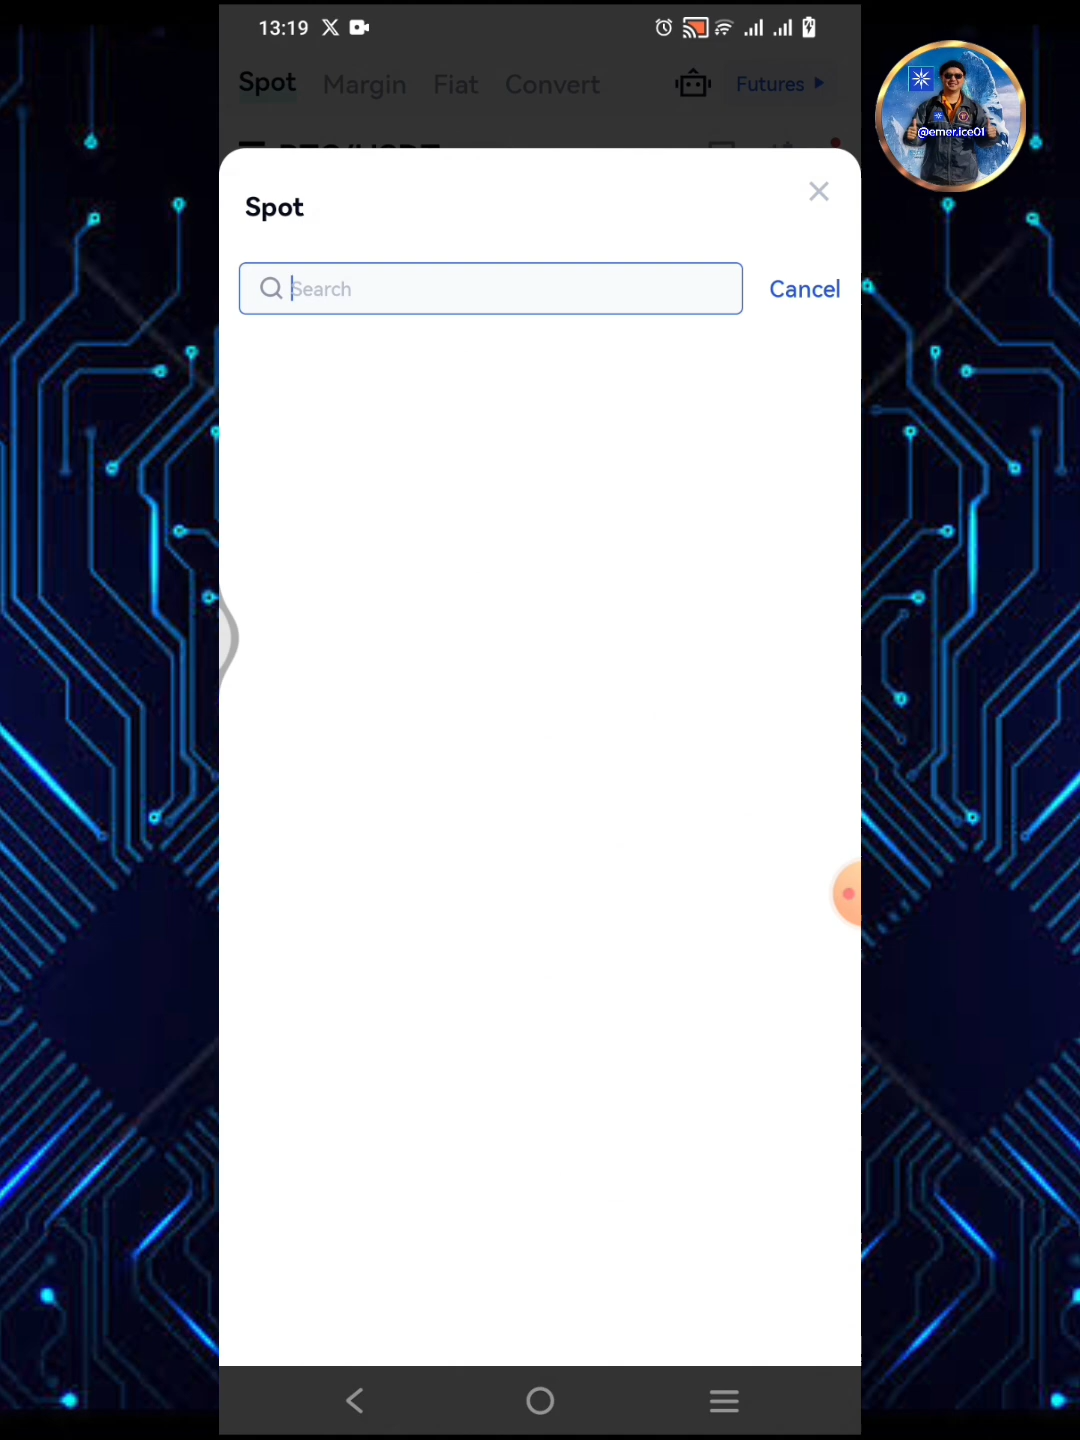 13:19
Spot Margin Fiat Convert Futures
@emer.ice01
Spot
Search
Cancel